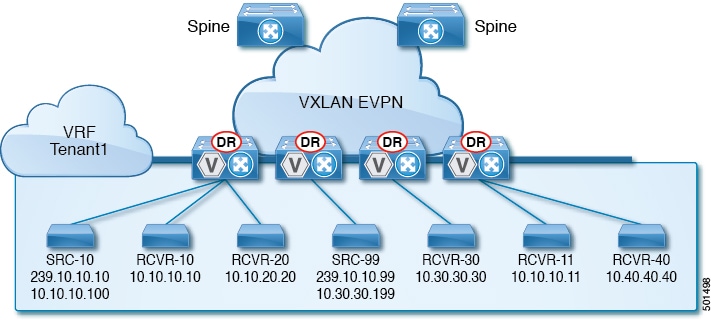 Spine
Spine
VXLAN EVPN
VRF
Tenant1
DR
DR
DR
DR
V
V
V
V
SRC-10
239.10.10.10
10.10.10.100
RCVR-10
10.10.10.10
RCVR-20
10.10.20.20
SRC-99
239.10.10.99
10.30.30.199
RCVR-30
10.30.30.30
RCVR-11
10.10.10.11
RCVR-40
10.40.40.40
501498